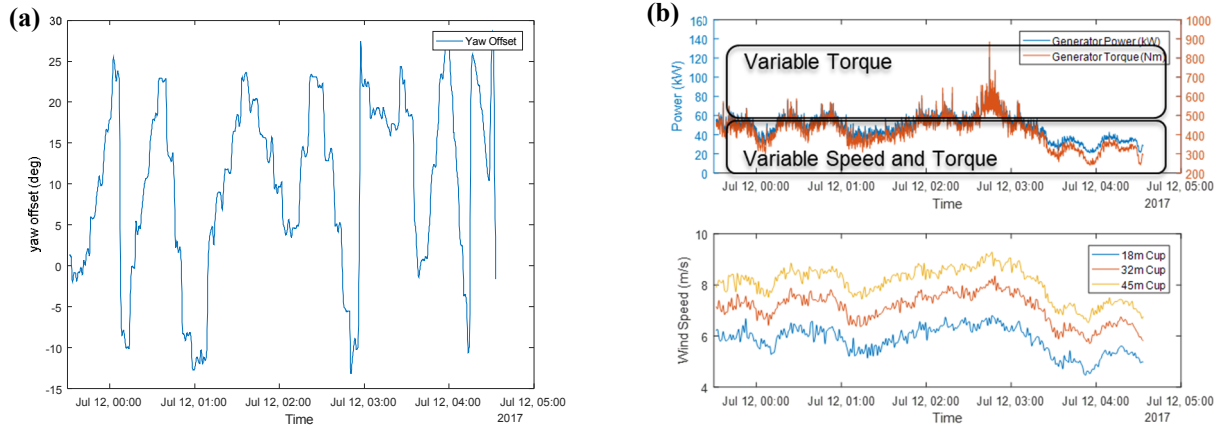 (a)
30
25
20
15
10
5
0
-5
-10
-15
yaw offset (deg)
Yaw Offset
Jul 12, 00:00 Jul 12, 01:00 Jul 12, 02:00 Jul 12, 03:00 Jul 12, 04:00 Jul 12, 05:00
Time 2017
(b)
160
140
120
100
80
60
40
20
0
Power (kW)
Generator Power (kW)
Generator Torque (Nm)
Variable Torque
Variable Speed and Torque
1000
900
800
700
600
500
400
300
200
Generator Torque (Nm)
Jul 12, 00:00 Jul 12, 01:00 Jul 12, 02:00 Jul 12, 03:00 Jul 12, 04:00 Jul 12, 05:00
Time 2017
10
8
6
4
Wind Speed (m/s)
18m Cup
32m Cup
45m Cup
Jul 12, 00:00 Jul 12, 01:00 Jul 12, 02:00 Jul 12, 03:00 Jul 12, 04:00 Jul 12, 05:00
Time 2017